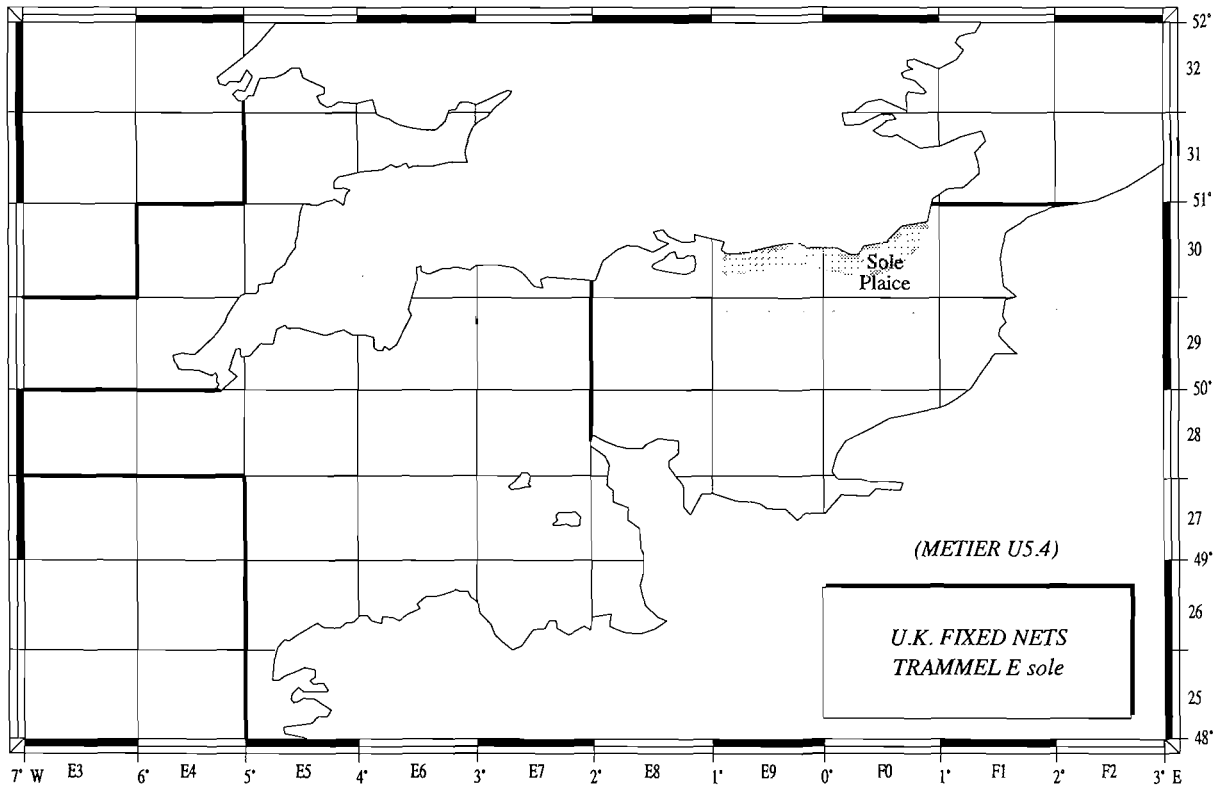 52°
32
31
51°
30
Sole
Plaice
29
50°
28
27
(METIER U5.4)
49°
26
U.K. FIXED NETS
TRAMMEL E sole
25
48°
7° W E3 6° E4 5° E5 4° E6 3° E7 2° E8 1° E9 0° F0 1° F1 2° F2 3° E